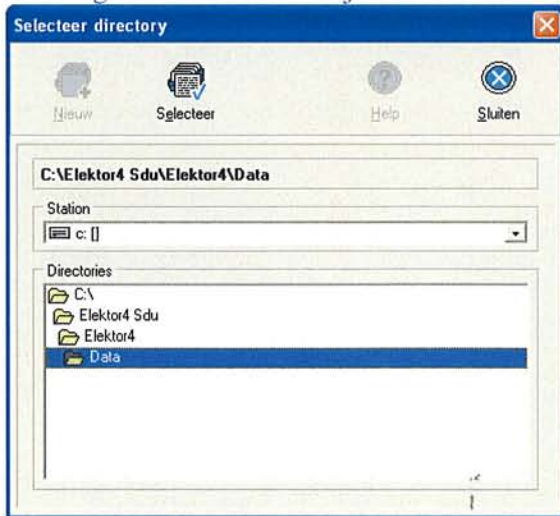 Selecteer directory
Nieuw Selecteer Help Sluiten
C:\Elektor4 Sdu\Elektor4\Data
Station
c: []
Directories
C:\
Elektor4 Sdu
Elektor4
Data